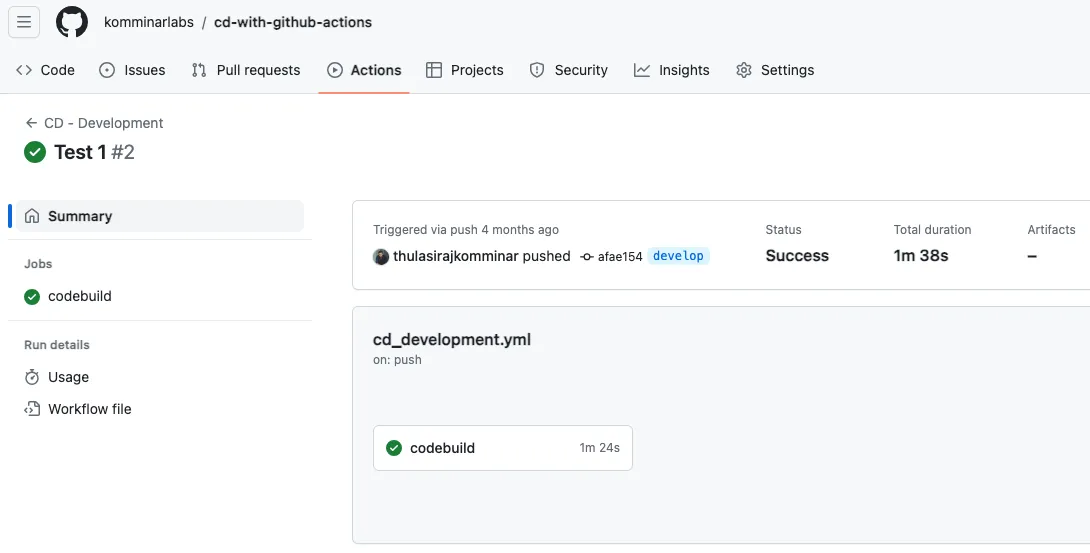 komminarlabs / cd-with-github-actions
Code Issues Pull requests Actions Projects Security Insights Settings
CD - Development
Test 1 #2
Summary
Jobs
codebuild
Run details
Usage
Workflow file
Triggered via push 4 months ago
thulasirajkomminar pushed afae154 develop
Status
Success
Total duration
1m 38s
Artifacts
–
cd_development.yml
on: push
codebuild 1m 24s